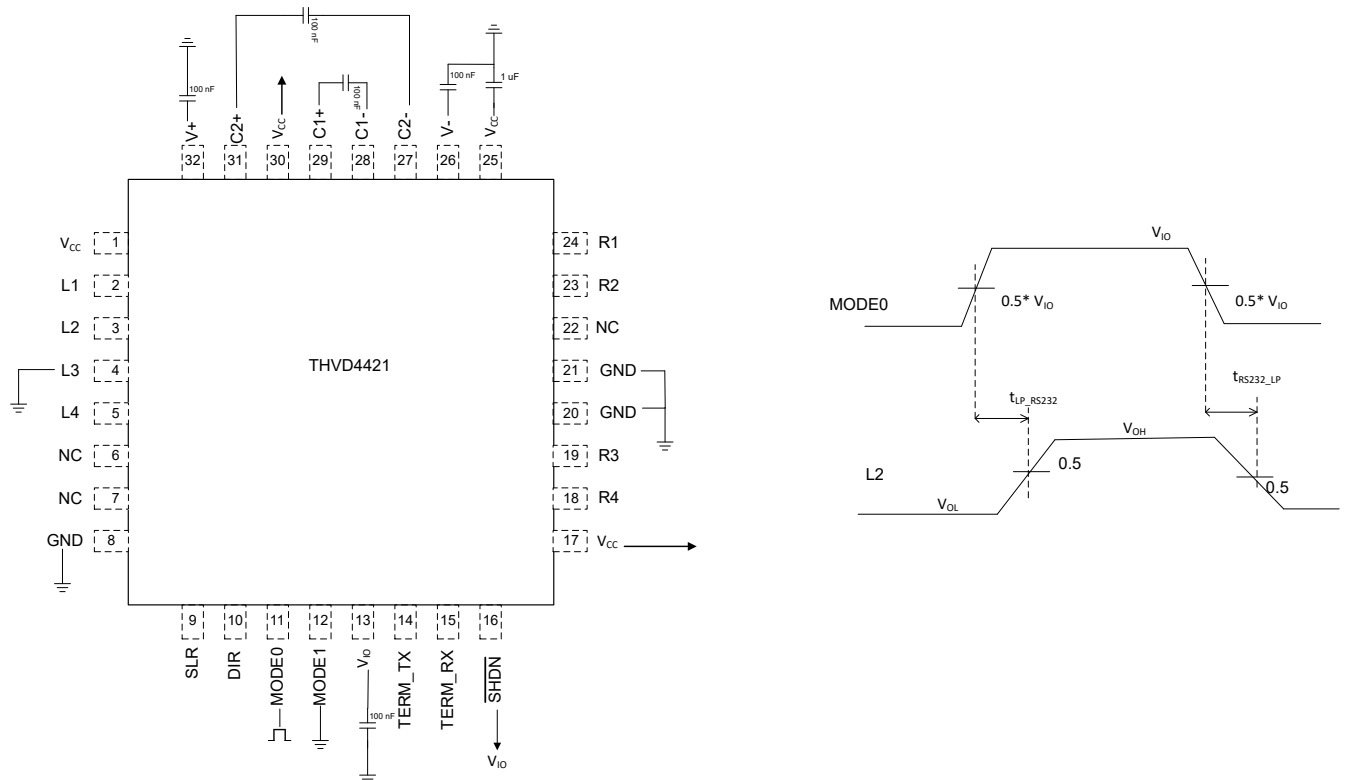 100 nF
100 nF
100 nF
100 nF
1 uF
V+
C2+
VCC
C1+
C1-
C2-
V-
VCC
32
31
30
29
28
27
26
25
VCC 1
L1 2
L2 3
L3 4
L4 5
NC 6
NC 7
GND 8
THVD4421
24 R1
23 R2
22 NC
21 GND
20 GND
19 R3
18 R4
17 VCC
9
10
11
12
13
14
15
16
SLR
DIR
MODE0
MODE1
VIO
TERM_TX
TERM_RX
SHDN
100 nF
VIO
VIO
MODE0
0.5* VIO
0.5* VIO
tLP_RS232
tRS232_LP
VOH
L2
0.5
0.5
VOL